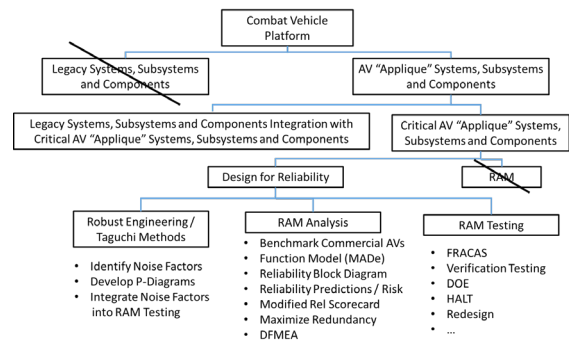 Combat Vehicle
Platform
Legacy Systems, Subsystems
and Components
AV "Applique" Systems, Subsystems
and Components
Legacy Systems, Subsystems and Components Integration with
Critical AV "Applique" Systems, Subsystems and Components
Critical AV "Applique" Systems,
Subsystems and Components
Design for Reliability
RAM
Robust Engineering /
Taguchi Methods
• Identify Noise Factors
• Develop P-Diagrams
• Integrate Noise Factors
into RAM Testing
RAM Analysis
• Benchmark Commercial AVs
• Function Model (MADe)
• Reliability Block Diagram
• Reliability Predictions / Risk
• Modified Rel Scorecard
• Maximize Redundancy
• DFMEA
RAM Testing
• FRACAS
• Verification Testing
• DOE
• HALT
• Redesign
• ...